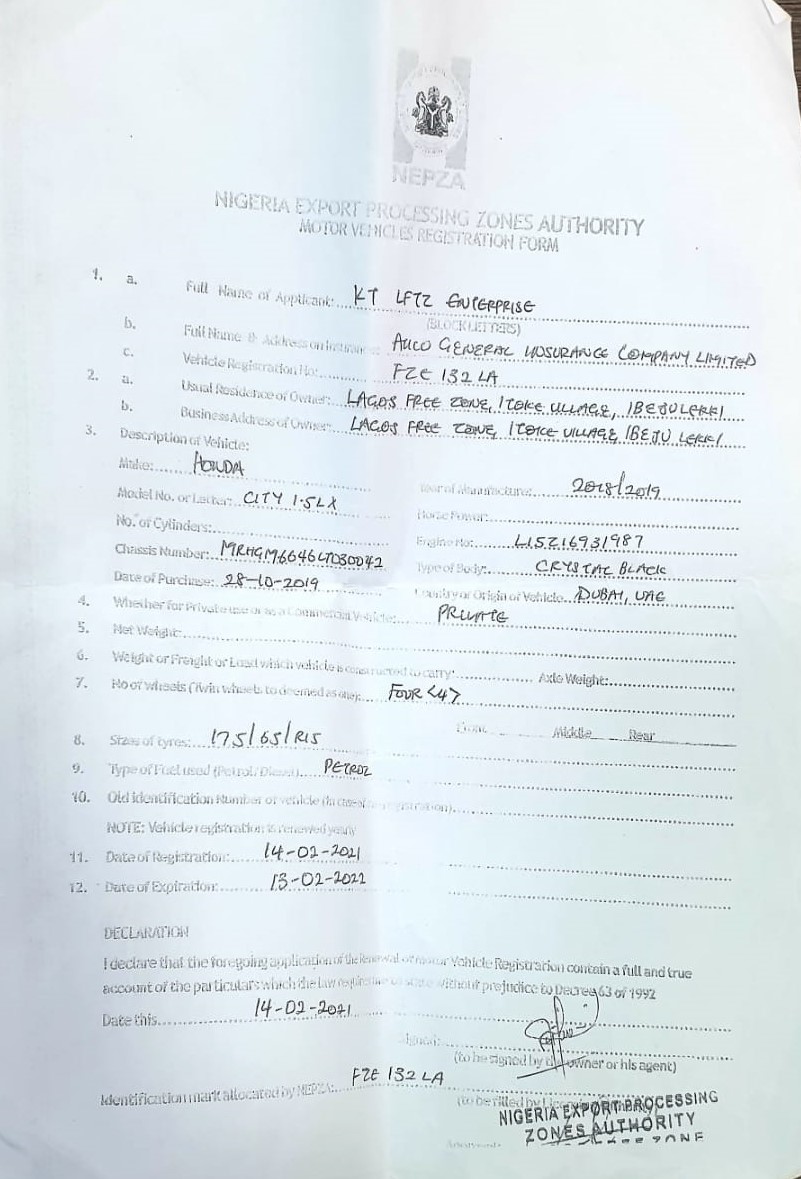 NEPZA
NIGERIA EXPORT PROCESSING ZONES AUTHORITY
MOTOR VEHICLES REGISTRATION FORM
1. a. Full Name of Applicant: KT LFTZ ENTERPRISE
(BLOCK LETTERS)
b. Full Name & Address on Insurance: AIICO GENERAL INSURANCE COMPANY LIMITED
c. Vehicle Registration No: FZE 132 LA
2. a. Usual Residence of Owner: LAGOS FREE ZONE, ITOKE VILLAGE, IBEJU LEKKI
b. Business Address of Owner: LAGOS FREE ZONE, ITOKE VILLAGE, IBEJU LEKKI
3. Description of Vehicle:
Make: HONDA Year of Manufacture: 2018/2019
Model No. or Letter: CITY 1.5LX Horse Power:
No. of Cylinders: Engine No: L15Z16931987
Chassis Number: MRHGM6646LT030042 Type of Body: CRYSTAL BLACK
Date of Purchase: 28-10-2019 Country of Origin of Vehicle DUBAI, UAE
4. Whether for Private use or as a Commercial Vehicle: PRIVATE
5. Net Weight:
6. Weight or Freight or Load which vehicle is constructed to carry: Axle Weight:
7. No of wheels (Twin wheels to deemed as one): FOUR <4>
Front Middle Rear
8. Sizes of tyres: 175/65/R15
9. Type of Fuel used (Petrol/Diesel) PETROL
10. Old identification Number of vehicle (In case of registration)
NOTE: Vehicle registration is renewed yearly
11. Date of Registration: 14-02-2021
12. Date of Expiration: 13-02-2022
DECLARATION
I declare that the foregoing application of the renewal of motor Vehicle Registration contain a full and true
account of the particulars which the law requires me to state without prejudice to Decree 63 of 1992
Date this 14-02-2021
Signed:
(to be signed by the owner or his agent)
Identification mark allocated by NEPZA: FZE 132 LA
(to be filled by
NIGERIA EXPORT PROCESSING
ZONES AUTHORITY
ZONE